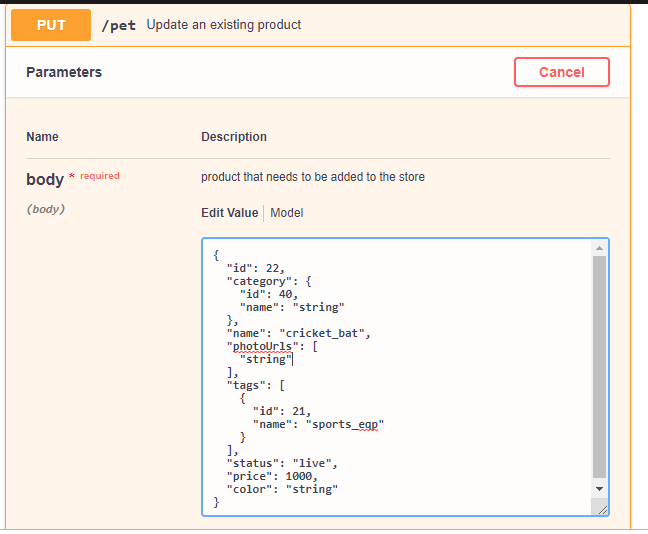 PUT /pet Update an existing product
Parameters Cancel
Name Description
body * required product that needs to be added to the store
(body)
Edit Value Model
{
"id": 22,
"category": {
"id": 40,
"name": "string"
},
"name": "cricket_bat",
"photoUrls": [
"string"
],
"tags": [
{
"id": 21,
"name": "sports_eqp"
}
],
"status": "live",
"price": 1000,
"color": "string"
}